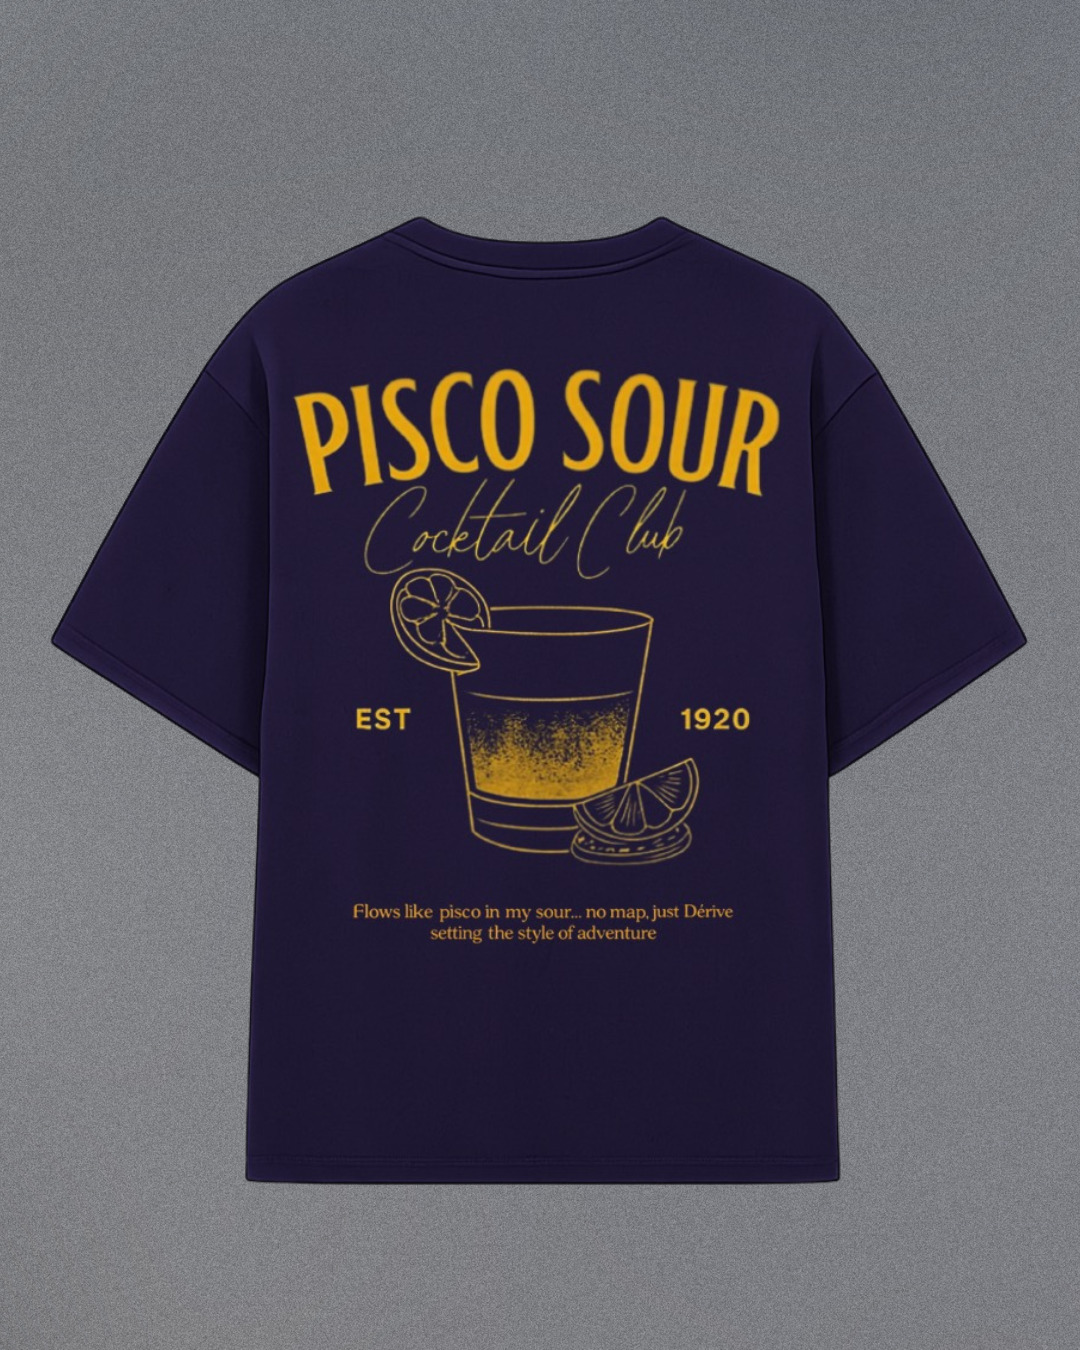 PISCO SOUR
Cocktail Club
EST 1920
Flows like pisco in my sour... no map, just Dérive
setting the style of adventure